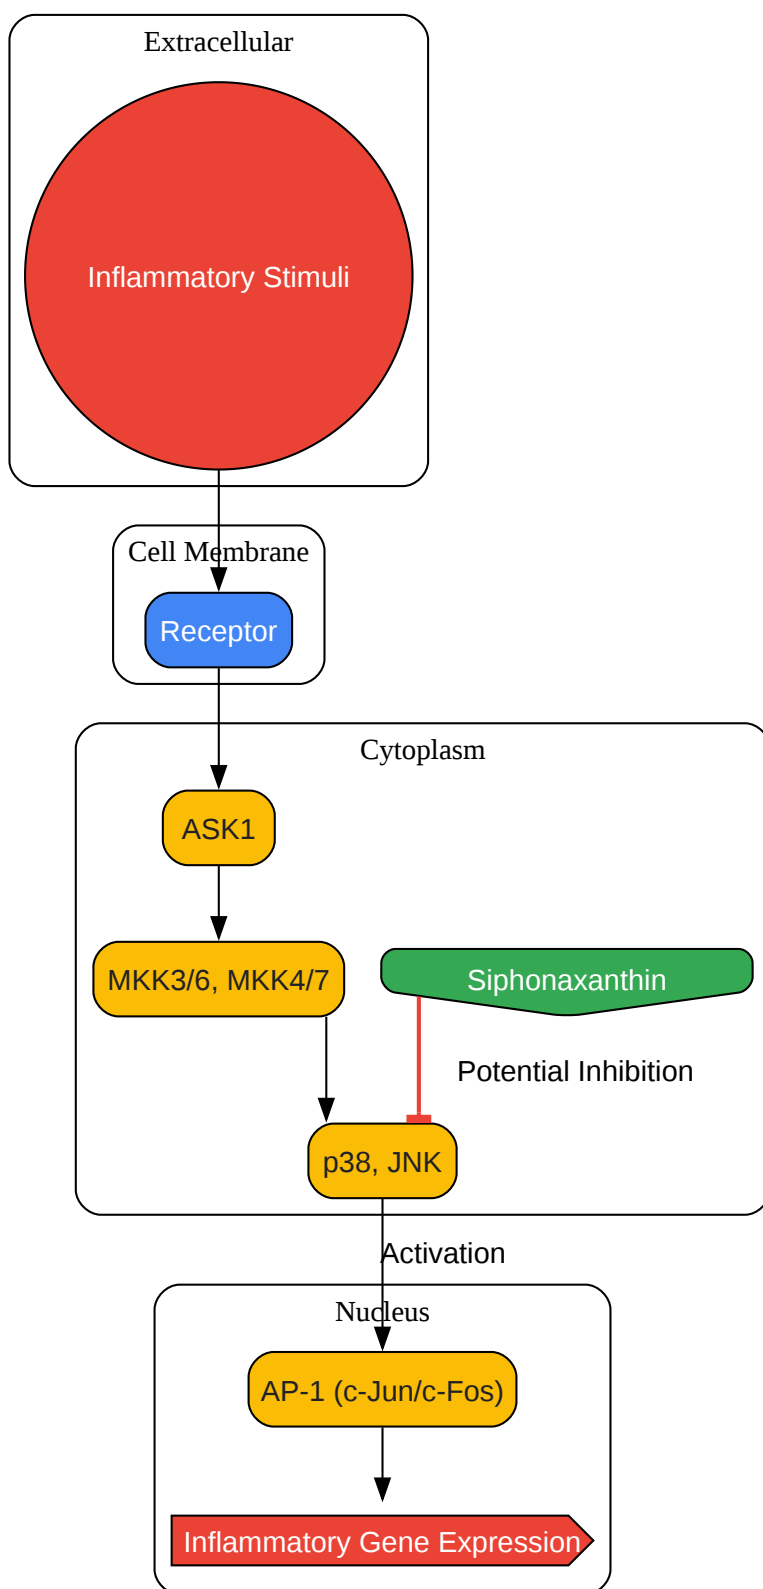 Extracellular
Inflammatory Stimuli
Cell Membrane
Receptor
Cytoplasm
ASK1
MKK3/6, MKK4/7
Siphonaxanthin
Potential Inhibition
p38, JNK
Activation
Nucleus
AP-1 (c-Jun/c-Fos)
Inflammatory Gene Expression